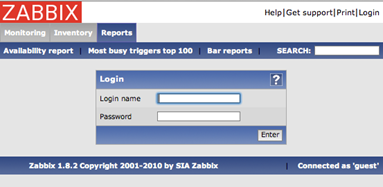 ZABBIX
Help|Get support|Print|Login
Monitoring Inventory Reports
Availability report | Most busy triggers top 100 | Bar reports SEARCH:
Login ?
Login name
Password
Enter
Zabbix 1.8.2 Copyright 2001-2010 by SIA Zabbix | Connected as 'guest'